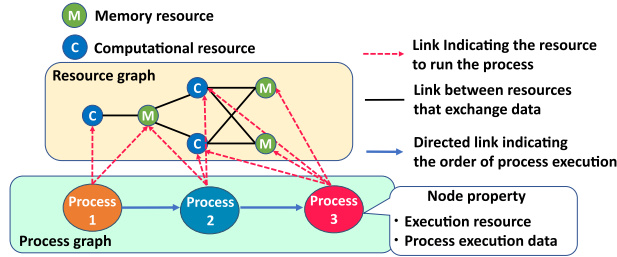 M Memory resource
C Computational resource
Resource graph
C
M
C
C
M
M
Link Indicating the resource
to run the process
Link between resources
that exchange data
Directed link indicating
the order of process execution
Process
1
Process
2
Process
3
Process graph
Node property
・ Execution resource
・ Process execution data